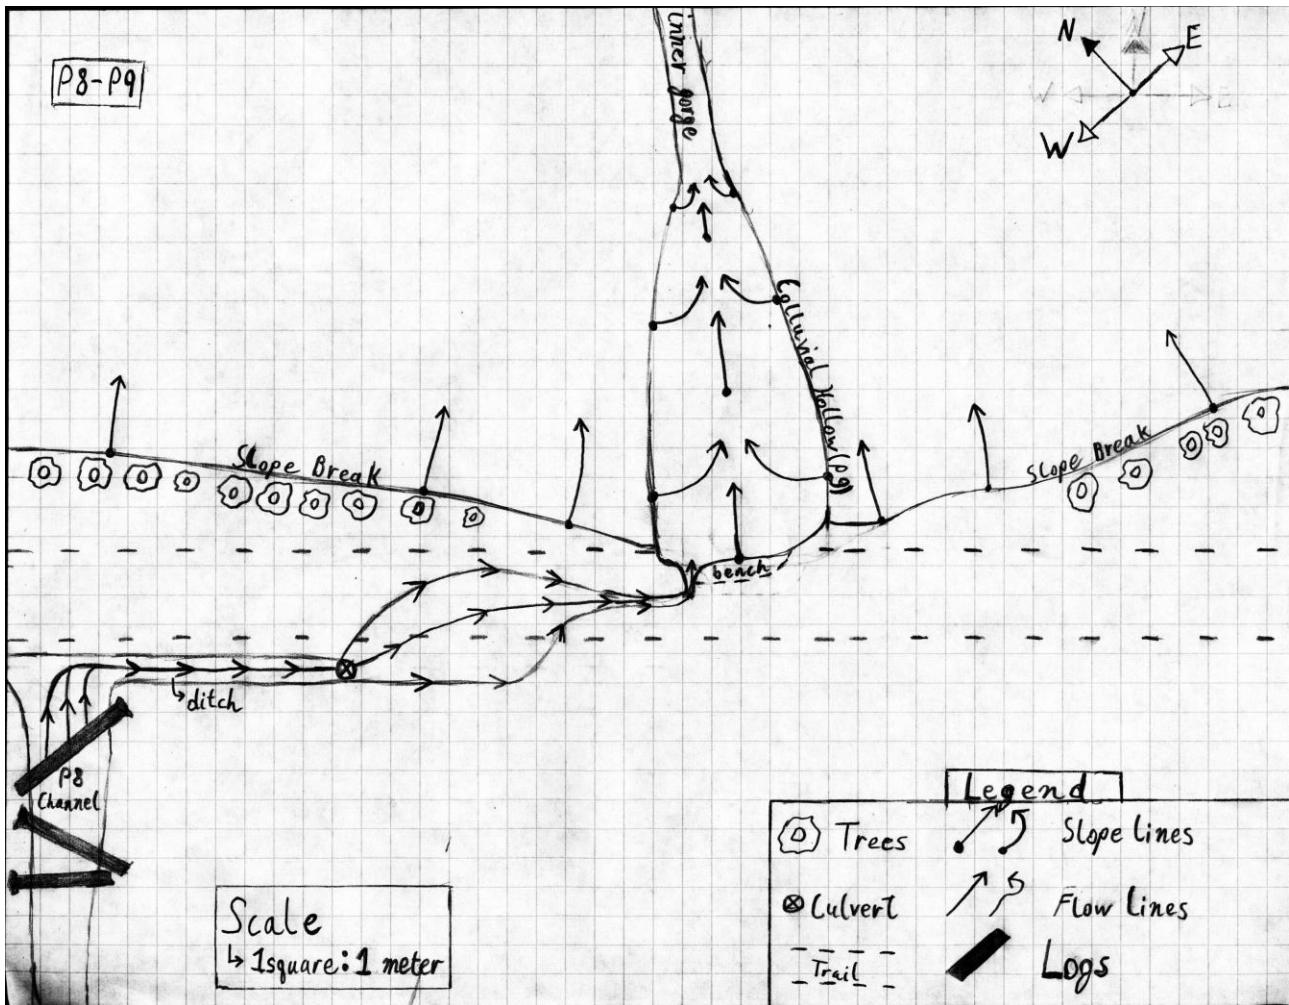 P8-P9
inner gorge
N
E
W
N
W
E
Colluvial Hollow (P9)
Slope Break
Slope Break
bench
ditch
P8
Channel
Scale
↳ 1square: 1 meter
Legend
Trees
Slope Lines
Culvert
Flow Lines
Trail
Logs